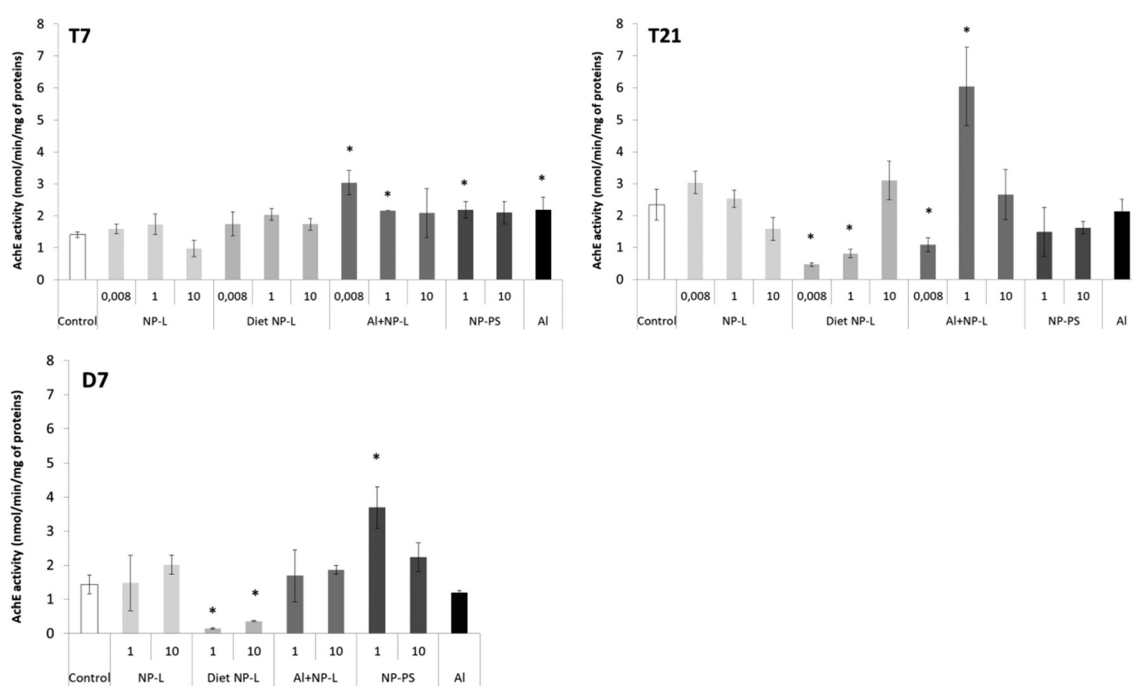 T7
AchE activity (nmol/min/mg of proteins)
8
7
6
5
4
3
2
1
0
* * * *
0,008 1 10 0,008 1 10 0,008 1 10 1 10
Control NP-L Diet NP-L Al+NP-L NP-PS Al
T21
AchE activity (nmol/min/mg of proteins)
8
7
6
5
4
3
2
1
0
* * * *
0,008 1 10 0,008 1 10 0,008 1 10 1 10
Control NP-L Diet NP-L Al+NP-L NP-PS Al
D7
AchE activity (nmol/min/mg of proteins)
8
7
6
5
4
3
2
1
0
* * *
1 10 1 10 1 10 1 10
Control NP-L Diet NP-L Al+NP-L NP-PS Al